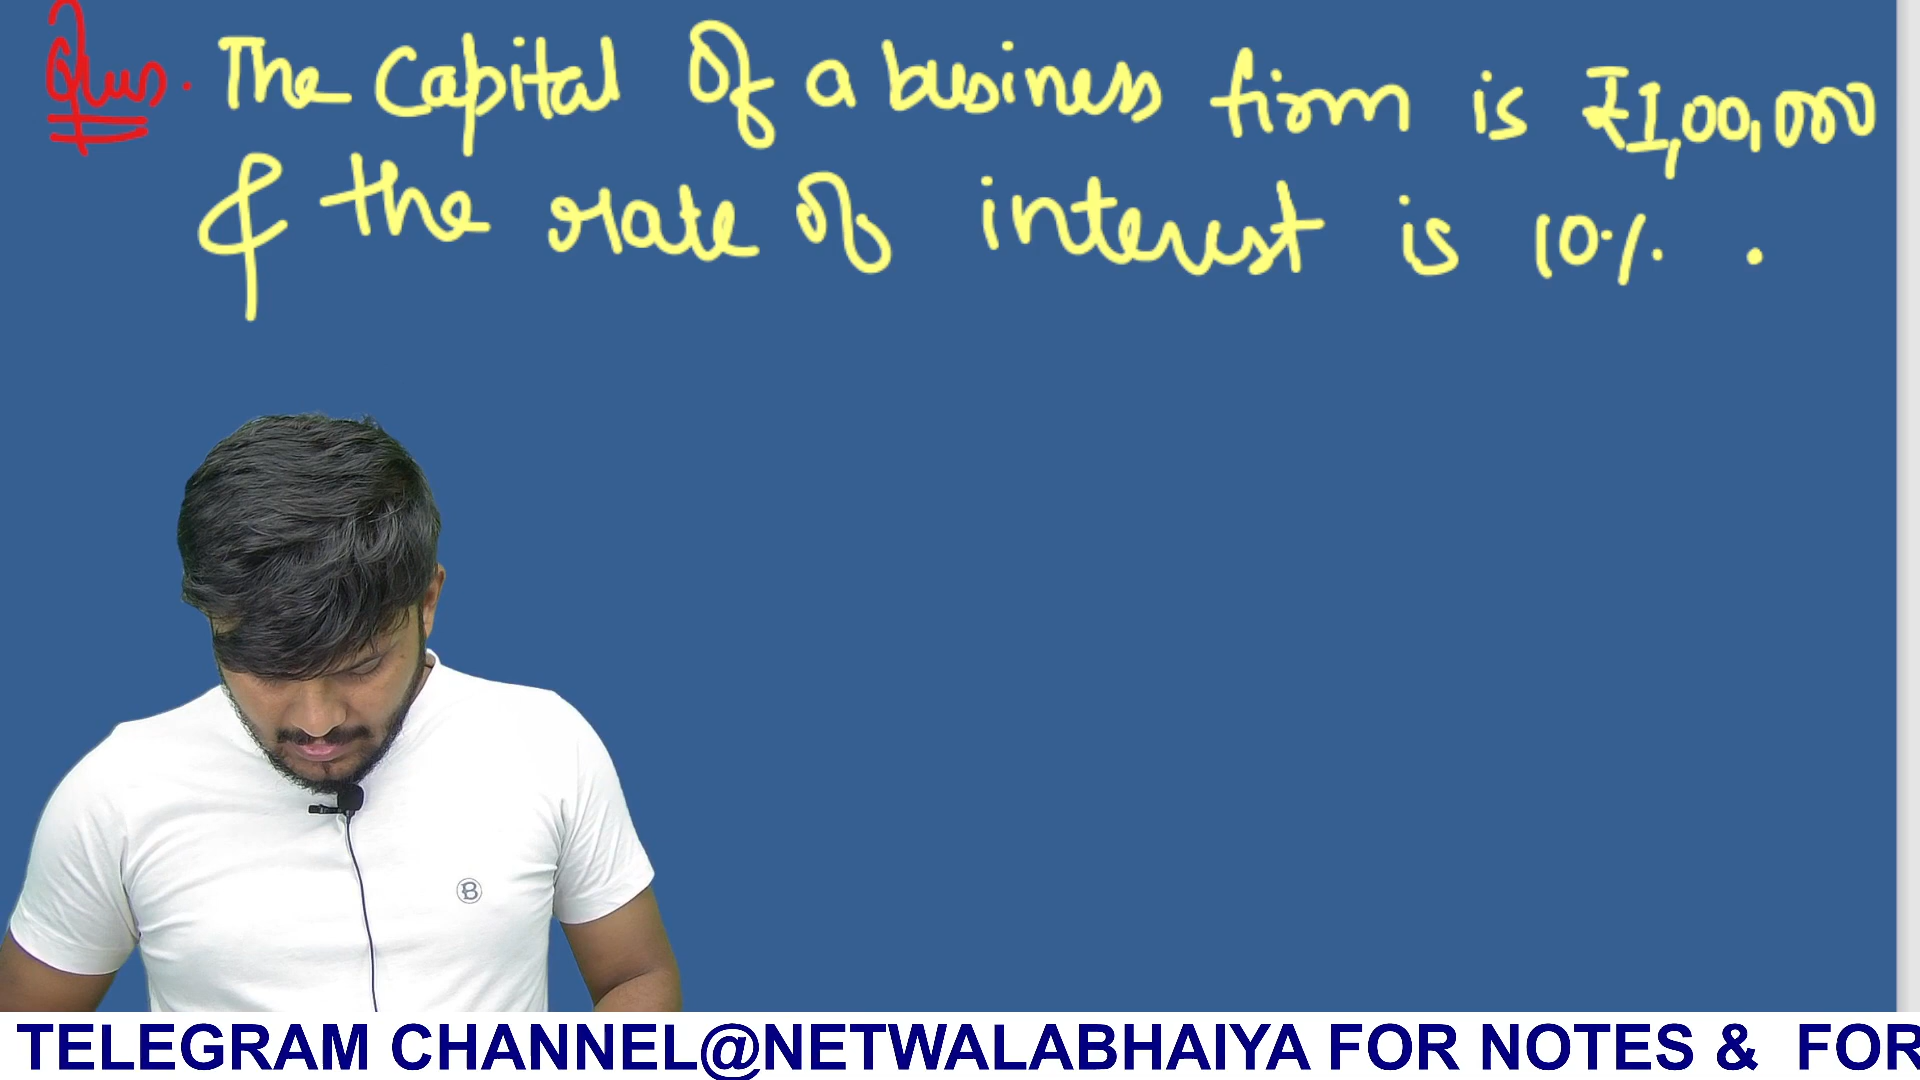 Ques. The Capital of a business firm is ₹1,00,000
& the rate of interest is 10% .
B
TELEGRAM CHANNEL@NETWALABHAIYA FOR NOTES & FOR